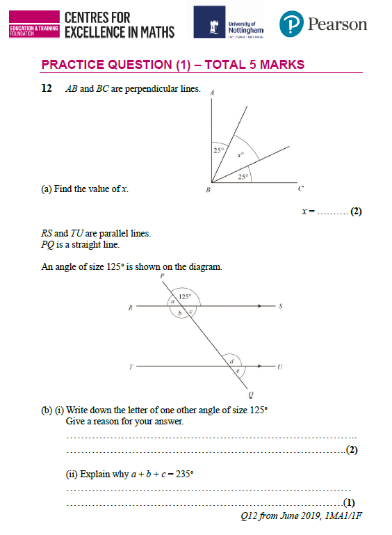 EDUCATION & TRAINING
FOUNDATION
CENTRES FOR
EXCELLENCE IN MATHS
University of
Nottingham
Pearson
PRACTICE QUESTION (1) – TOTAL 5 MARKS
12 AB and BC are perpendicular lines.
A
25°
x°
25°
B
C
(a) Find the value of x.
x = .......... (2)
RS and TU are parallel lines.
PQ is a straight line.
An angle of size 125° is shown on the diagram.
P
125°
a
R
S
b
c
d
T
U
e
Q
(b) (i) Write down the letter of one other angle of size 125°
Give a reason for your answer.
(2)
(ii) Explain why a + b + c = 235°
(1)
Q12 from June 2019, 1MA1/1F